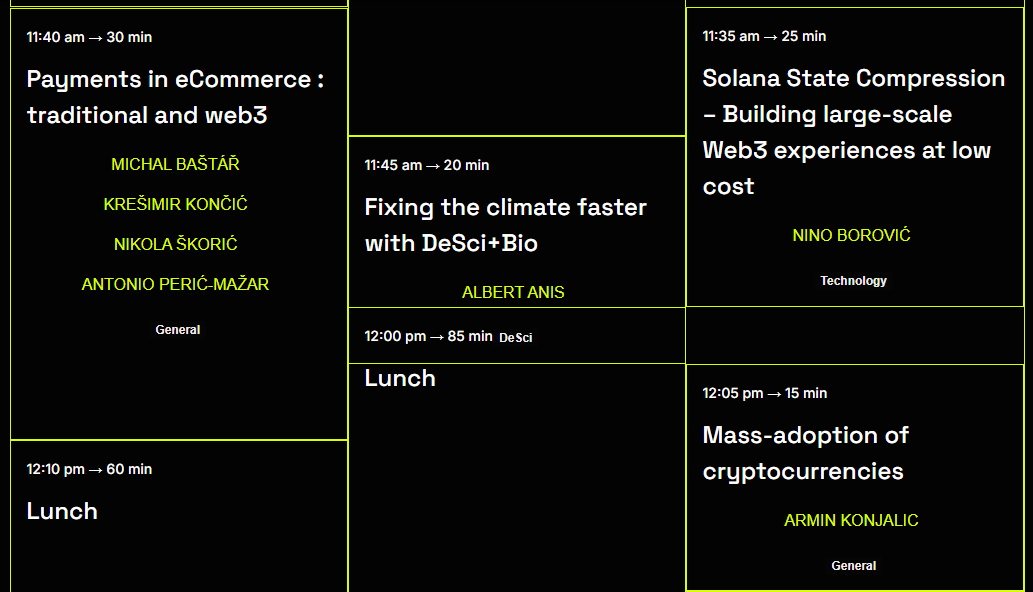 11:40 am → 30 min
Payments in eCommerce :
traditional and web3
MICHAL BAŠTÁŘ
KREŠIMIR KONČIĆ
NIKOLA ŠKORIĆ
ANTONIO PERIĆ-MAŽAR
General
12:10 pm → 60 min
Lunch
11:45 am → 20 min
Fixing the climate faster
with DeSci+Bio
ALBERT ANIS
12:00 pm → 85 min DeSci
Lunch
11:35 am → 25 min
Solana State Compression
– Building large-scale
Web3 experiences at low
cost
NINO BOROVIĆ
Technology
12:05 pm → 15 min
Mass-adoption of
cryptocurrencies
ARMIN KONJALIC
General